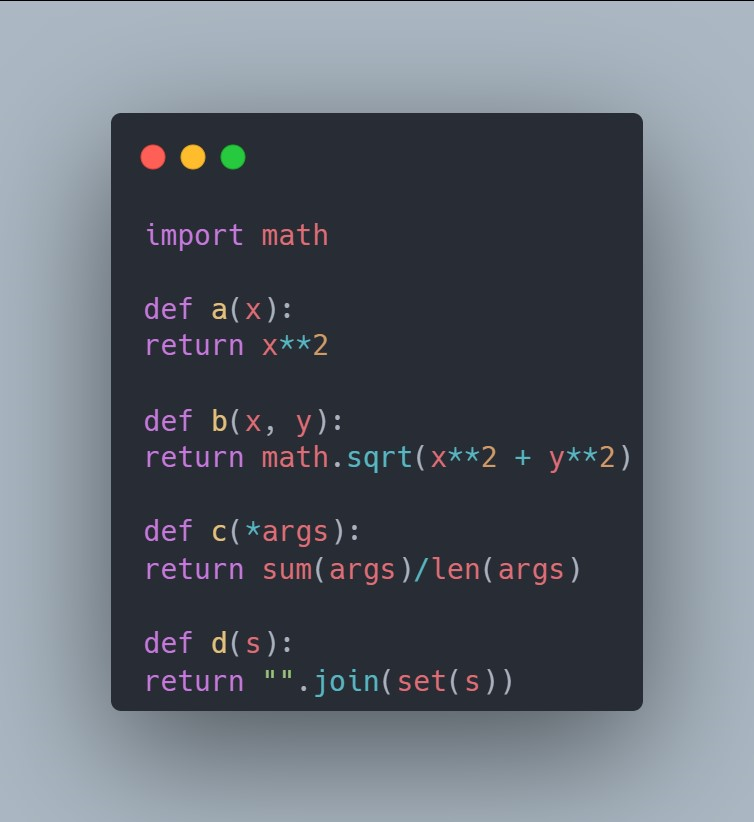 import math
def a(x):
return x**2
def b(x, y):
return math.sqrt(x**2 + y**2)
def c(*args):
return sum(args)/len(args)
def d(s):
return "".join(set(s))